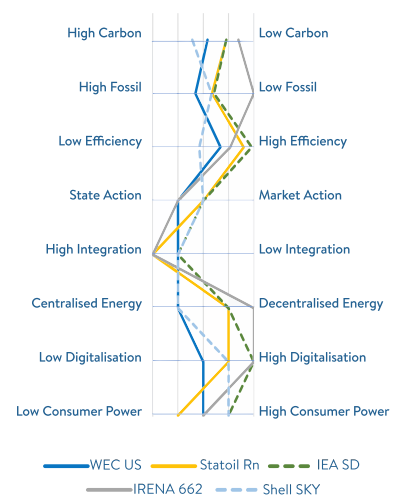 High Carbon Low Carbon
High Fossil Low Fossil
Low Efficiency High Efficiency
State Action Market Action
High Integration Low Integration
Centralised Energy Decentralised Energy
Low Digitalisation High Digitalisation
Low Consumer Power High Consumer Power
WEC US Statoil Rn IEA SD
IRENA 662 Shell SKY